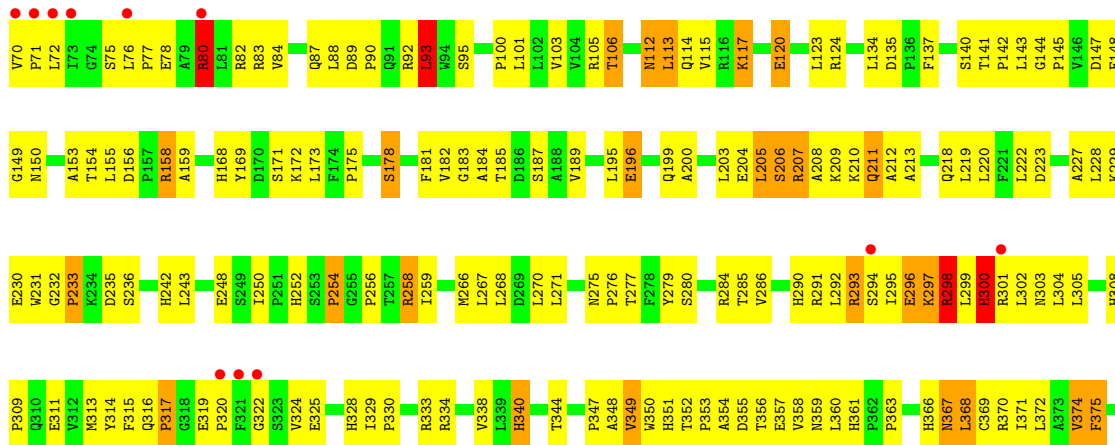 V70 P71 L72 I73 G74 S75 L76 P77 E78 A79 R80 L81 R82 R83 V84 Q87 L88 D89 P90 Q91 R92 L93 W94 S95 P100 L101 L102 V103 V104 R105 T106 N112 L113 Q114 V115 R116 K117 E120 L123 R124 L134 D135 P136 F137 S140 T141 P142 L143 G144 P145 V146 D147
G149 N150 A153 T154 L155 D156 P157 R158 A159 H168 Y169 D170 S171 K172 L173 F174 P175 S178 F181 V182 G183 A184 T185 D186 S187 A188 V189 L195 E196 Q199 A200 L203 E204 L205 S206 R207 A208 K209 K210 Q211 A212 A213 Q218 L219 L220 F221 L222 D223 A227 L228 K229
E230 W231 G232 P233 K234 D235 S236 H242 L243 E248 S249 I250 P251 H252 S253 P254 G255 P256 T257 R258 I259 M266 L267 L268 D269 L270 L271 N275 P276 T277 F278 Y279 S280 R284 T285 V286 H290 R291 L292 R293 S294 I295 E296 K297 R298 L299 H300 R301 L302 N303 L304 L305 H308
P309 Q310 E311 V312 M313 Y314 F315 Q316 P317 G318 E319 P320 F321 G322 S323 V324 E325 H328 I329 P330 R333 R334 V338 L339 H340 T344 P347 A348 V349 W350 H351 T352 P353 A354 D355 T356 E357 V358 N359 L360 H361 P362 P363 H366 N367 L368 C369 R370 I371 L372 A373 V374 F375